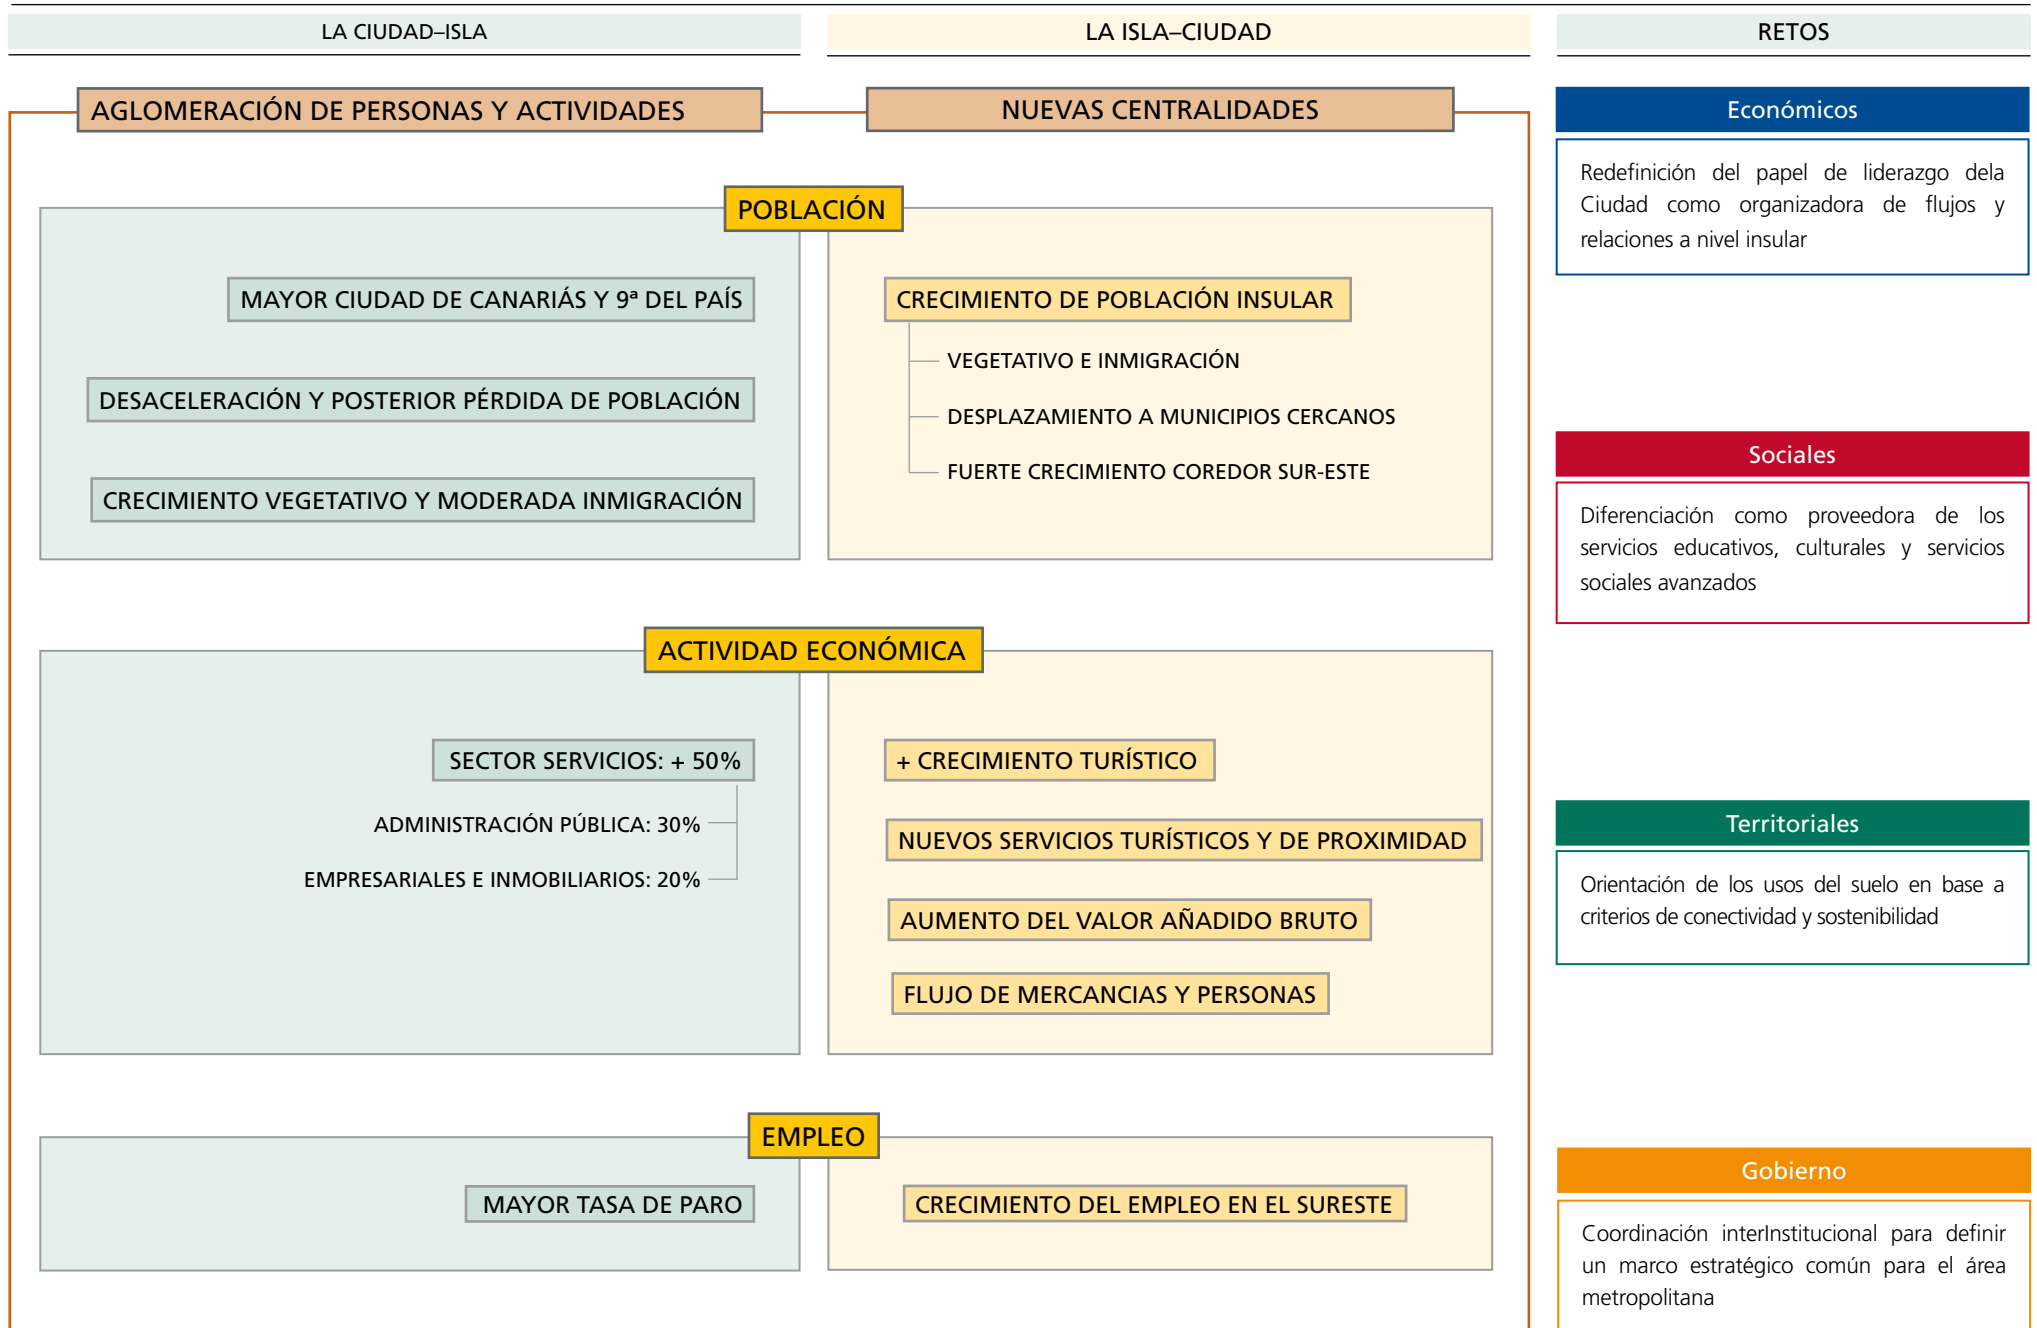 LA CIUDAD–ISLA
LA ISLA–CIUDAD
RETOS
AGLOMERACIÓN DE PERSONAS Y ACTIVIDADES
NUEVAS CENTRALIDADES
POBLACIÓN
MAYOR CIUDAD DE CANARIÁS Y 9ª DEL PAÍS
DESACELERACIÓN Y POSTERIOR PÉRDIDA DE POBLACIÓN
CRECIMIENTO VEGETATIVO Y MODERADA INMIGRACIÓN
CRECIMIENTO DE POBLACIÓN INSULAR
VEGETATIVO E INMIGRACIÓN
DESPLAZAMIENTO A MUNICIPIOS CERCANOS
FUERTE CRECIMIENTO COREDOR SUR-ESTE
ACTIVIDAD ECONÓMICA
SECTOR SERVICIOS: + 50%
ADMINISTRACIÓN PÚBLICA: 30%
EMPRESARIALES E INMOBILIARIOS: 20%
+ CRECIMIENTO TURÍSTICO
NUEVOS SERVICIOS TURÍSTICOS Y DE PROXIMIDAD
AUMENTO DEL VALOR AÑADIDO BRUTO
FLUJO DE MERCANCIAS Y PERSONAS
EMPLEO
MAYOR TASA DE PARO
CRECIMIENTO DEL EMPLEO EN EL SURESTE
Económicos
Redefinición del papel de liderazgo dela
Ciudad como organizadora de flujos y
relaciones a nivel insular
Sociales
Diferenciación como proveedora de los
servicios educativos, culturales y servicios
sociales avanzados
Territoriales
Orientación de los usos del suelo en base a
criterios de conectividad y sostenibilidad
Gobierno
Coordinación interInstitucional para definir
un marco estratégico común para el área
metropolitana